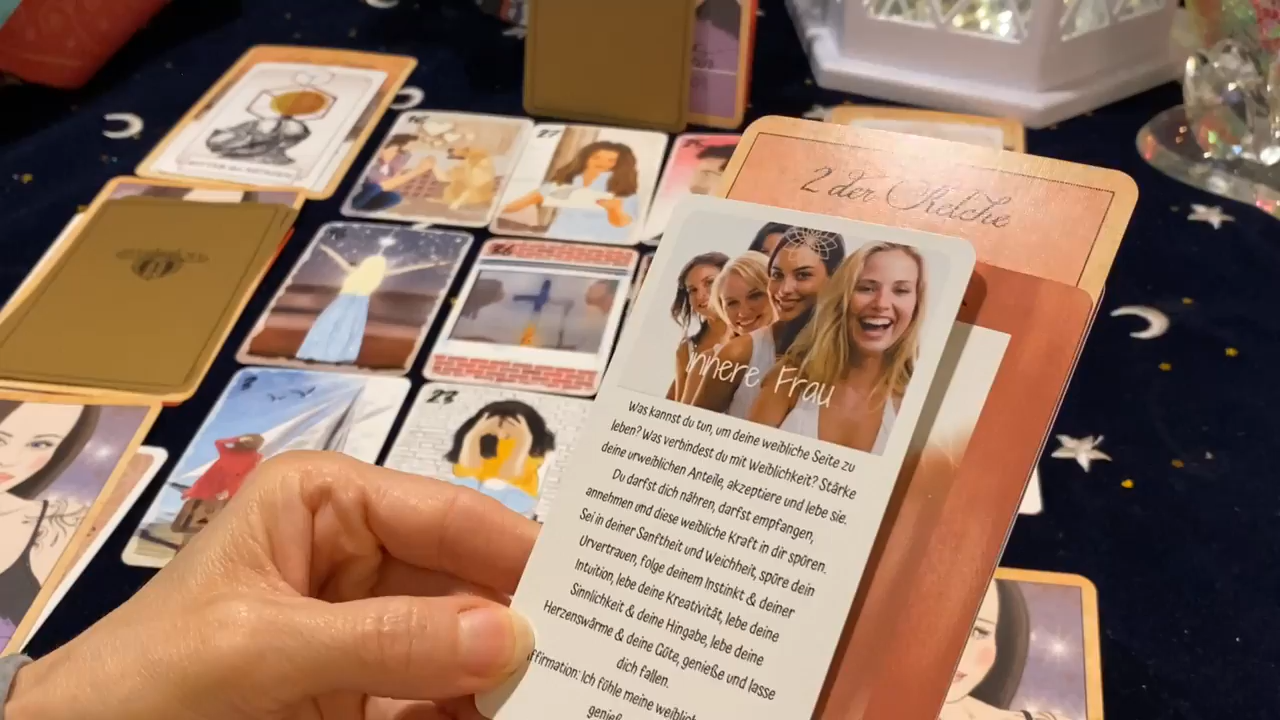 2 der Kelche
27
26
23
innere Frau
Was kannst du tun, um deine weibliche Seite zu
leben? Was verbindest du mit Weiblichkeit? Stärke
deine urweiblichen Anteile, akzeptiere und lebe sie.
Du darfst dich nähren, darfst empfangen,
annehmen und diese weibliche Kraft in dir spüren.
Sei in deiner Sanftheit und Weichheit, spüre dein
Urvertrauen, folge deinem Instinkt & deiner
Intuition, lebe deine Kreativität, lebe deine
Sinnlichkeit & deine Hingabe, lebe deine
Herzenswärme & deine Güte, genieße und lasse
dich fallen.
ffirmation: Ich fühle meine weiblich
genieß